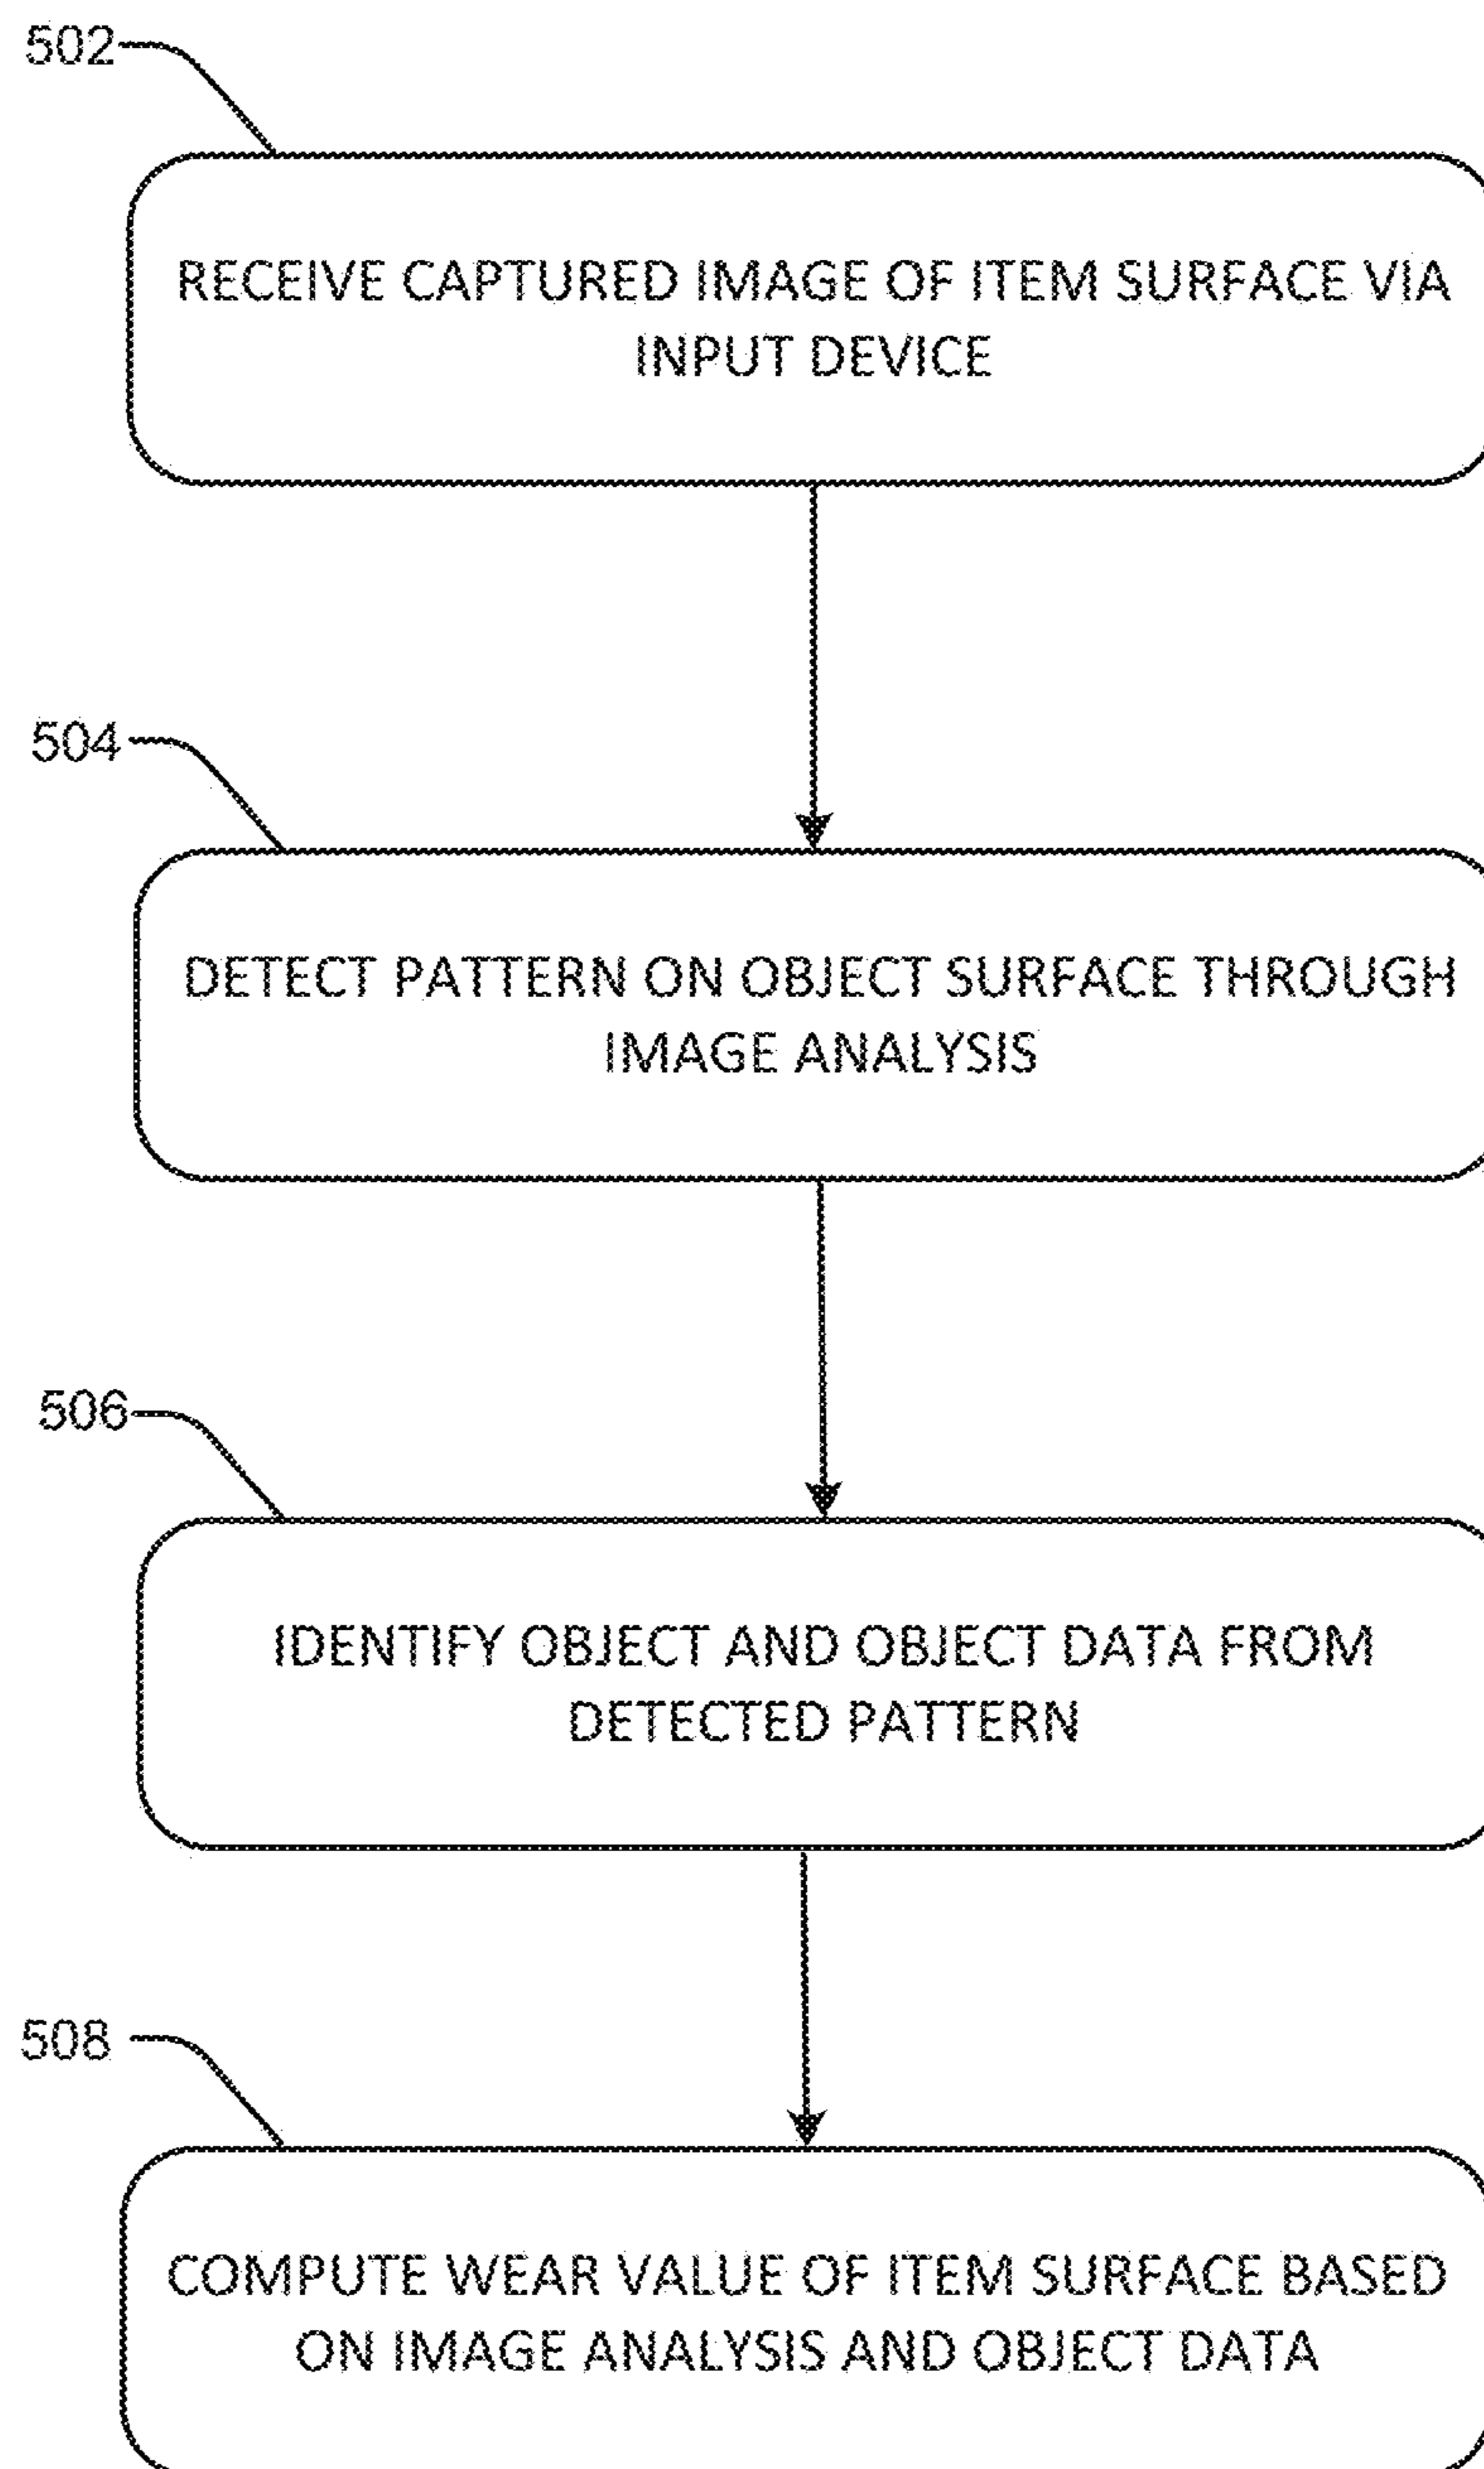 502
RECEIVE CAPTURED IMAGE OF ITEM SURFACE VIA
INPUT DEVICE
504
DETECT PATTERN ON OBJECT SURFACE THROUGH
IMAGE ANALYSIS
506
IDENTIFY OBJECT AND OBJECT DATA FROM
DETECTED PATTERN
508
COMPUTE WEAR VALUE OF ITEM SURFACE BASED
ON IMAGE ANALYSIS AND OBJECT DATA